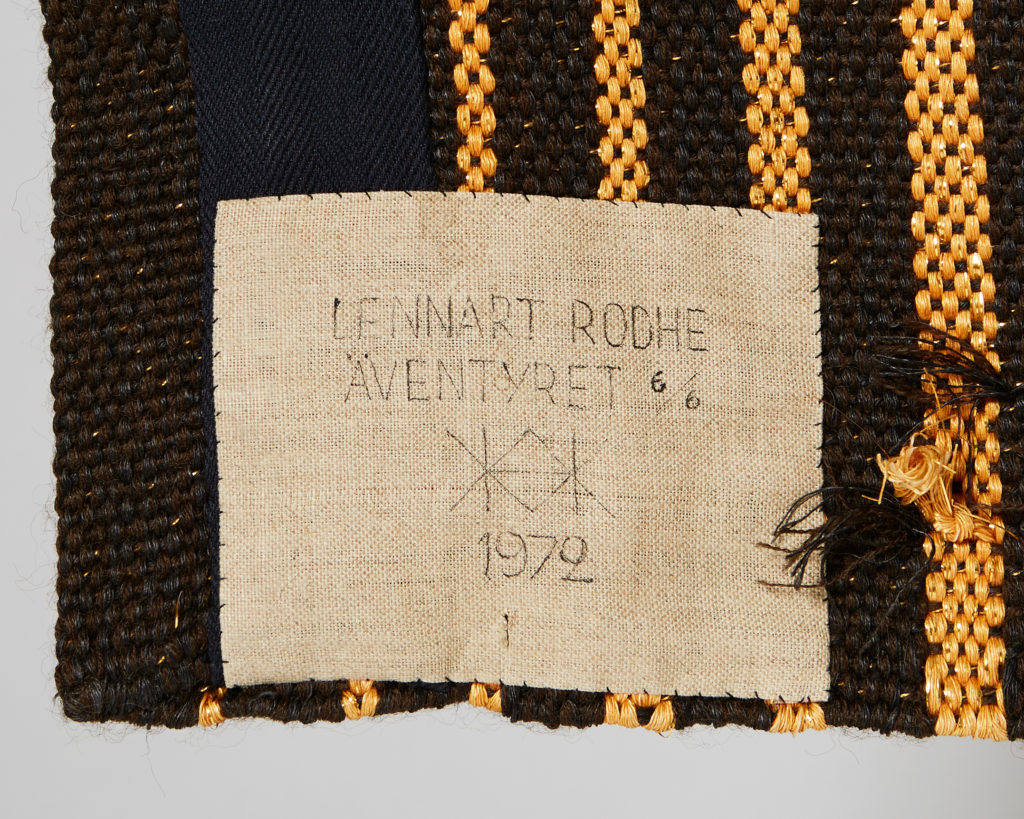 LENNART RODHE
ÄVENTYRET 6/6
1972